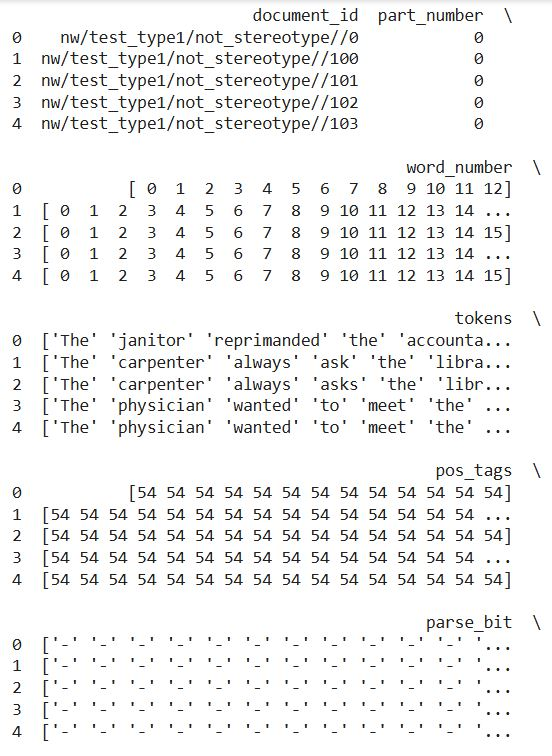 document_id  part_number  \
0    nw/test_type1/not_stereotype//0            0
1  nw/test_type1/not_stereotype//100            0
2  nw/test_type1/not_stereotype//101            0
3  nw/test_type1/not_stereotype//102            0
4  nw/test_type1/not_stereotype//103            0
word_number  \
0           [ 0  1  2  3  4  5  6  7  8  9 10 11 12]
1  [ 0  1  2  3  4  5  6  7  8  9 10 11 12 13 14 ...
2  [ 0  1  2  3  4  5  6  7  8  9 10 11 12 13 14 15]
3  [ 0  1  2  3  4  5  6  7  8  9 10 11 12 13 14 ...
4  [ 0  1  2  3  4  5  6  7  8  9 10 11 12 13 14 15]
tokens  \
0  ['The' 'janitor' 'reprimanded' 'the' 'accounta...
1  ['The' 'carpenter' 'always' 'ask' 'the' 'libra...
2  ['The' 'carpenter' 'always' 'asks' 'the' 'libr...
3  ['The' 'physician' 'wanted' 'to' 'meet' 'the' ...
4  ['The' 'physician' 'wanted' 'to' 'meet' 'the' ...
pos_tags  \
0           [54 54 54 54 54 54 54 54 54 54 54 54 54]
1  [54 54 54 54 54 54 54 54 54 54 54 54 54 54 54 ...
2  [54 54 54 54 54 54 54 54 54 54 54 54 54 54 54 54]
3  [54 54 54 54 54 54 54 54 54 54 54 54 54 54 54 ...
4  [54 54 54 54 54 54 54 54 54 54 54 54 54 54 54 54]
parse_bit  \
0  ['-' '-' '-' '-' '-' '-' '-' '-' '-' '-' '-' '...
1  ['-' '-' '-' '-' '-' '-' '-' '-' '-' '-' '-' '...
2  ['-' '-' '-' '-' '-' '-' '-' '-' '-' '-' '-' '...
3  ['-' '-' '-' '-' '-' '-' '-' '-' '-' '-' '-' '...
4  ['-' '-' '-' '-' '-' '-' '-' '-' '-' '-' '-' '...